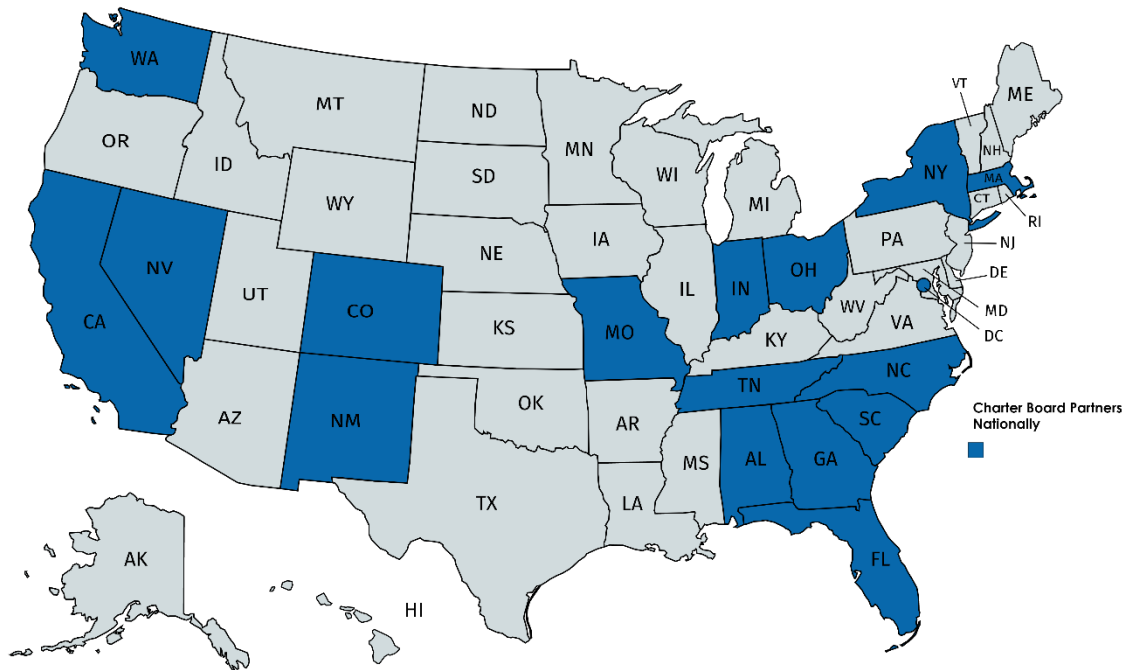 WA
MT
ND
MN
VT
ME
OR
ID
SD
WI
MI
NY
NH
MA
CT
RI
WY
NE
IA
PA
NJ
NV
UT
CO
IL
IN
OH
DE
CA
KS
MO
WV
VA
MD
DC
KY
AZ
NM
OK
AR
TN
NC
SC
MS
AL
GA
TX
LA
FL
AK
HI
Charter Board Partners
Nationally